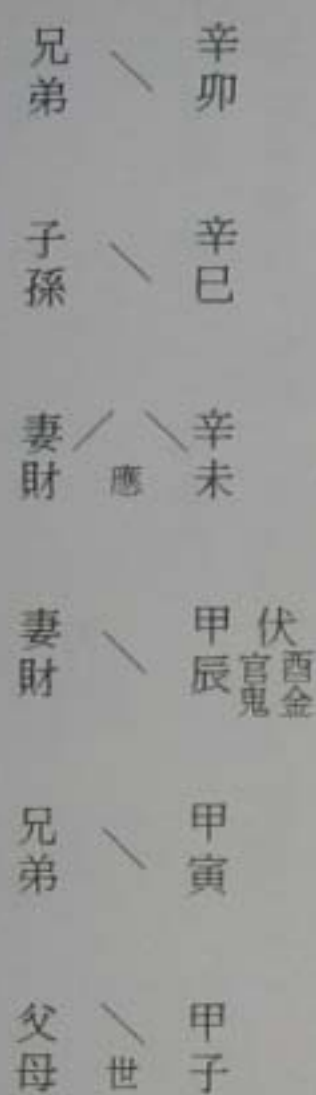 兄弟 辛卯
子孫 辛巳
妻財 應 辛未
妻財 甲辰 伏 酉金 官鬼
兄弟 甲寅
父母 世 甲子